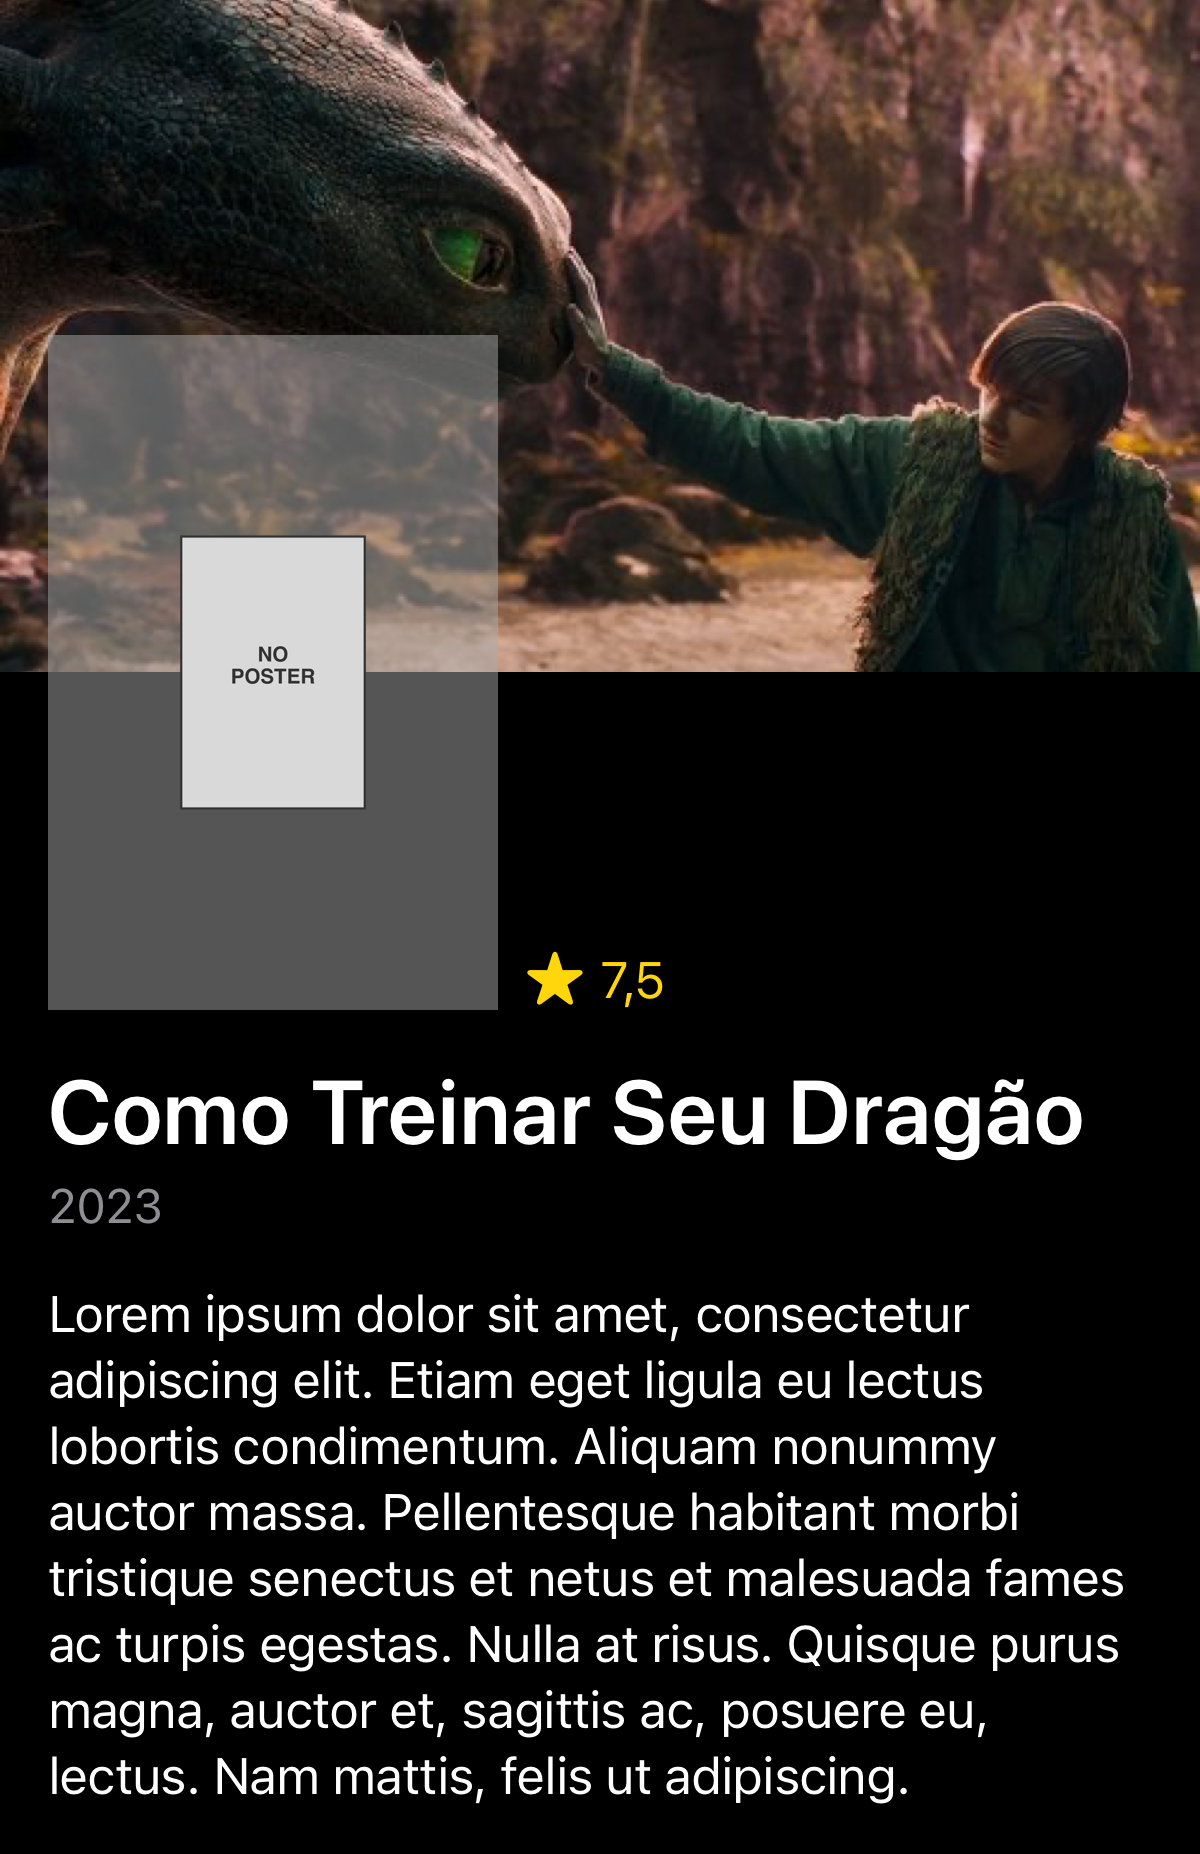 NO
POSTER
7,5
Como Treinar Seu Dragão
2023
Lorem ipsum dolor sit amet, consectetur
adipiscing elit. Etiam eget ligula eu lectus
lobortis condimentum. Aliquam nonummy
auctor massa. Pellentesque habitant morbi
tristique senectus et netus et malesuada fames
ac turpis egestas. Nulla at risus. Quisque purus
magna, auctor et, sagittis ac, posuere eu,
lectus. Nam mattis, felis ut adipiscing.